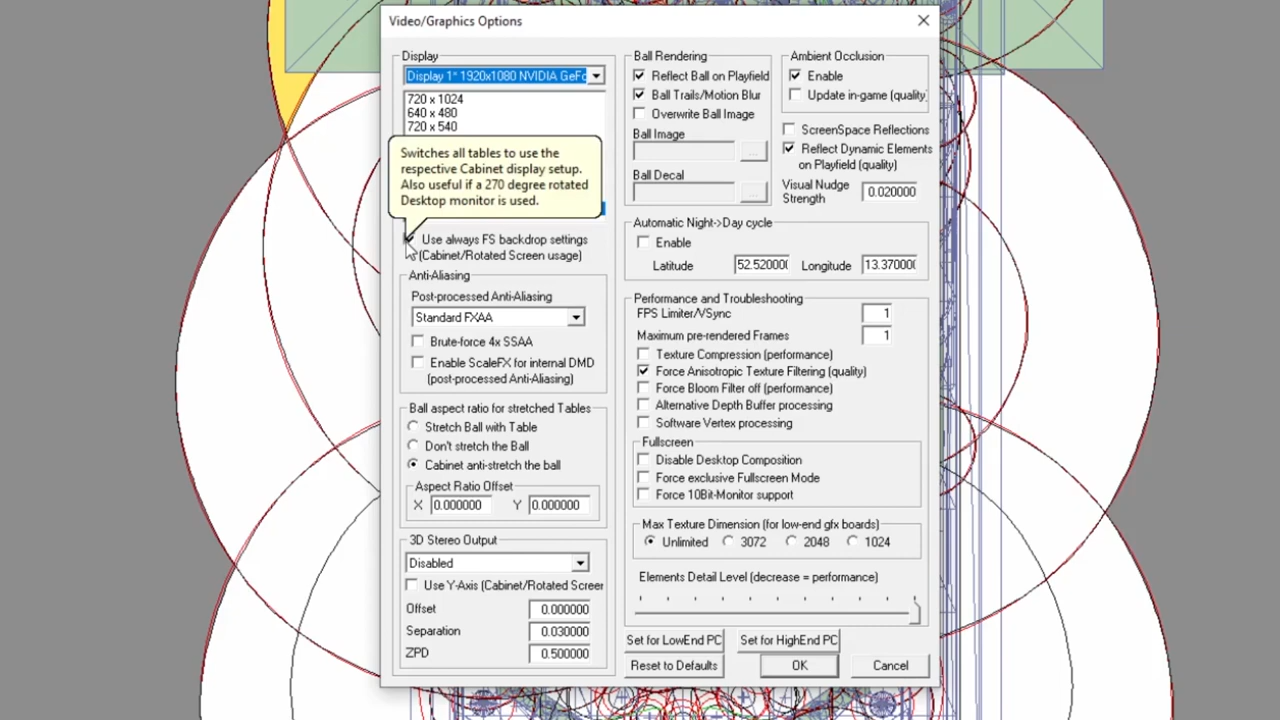 Video/Graphics Options
Display
Display 1* 1920x1080 NVIDIA GeFo
720 x 1024
640 x 480
720 x 540
Switches all tables to use the
respective Cabinet display setup.
Also useful if a 270 degree rotated
Desktop monitor is used.
Use always FS backdrop settings
(Cabinet/Rotated Screen usage)
Anti-Aliasing
Post-processed Anti-Aliasing
Standard FXAA
Brute-force 4x SSAA
Enable ScaleFX for internal DMD
(post-processed Anti-Aliasing)
Ball aspect ratio for stretched Tables
Stretch Ball with Table
Don't stretch the Ball
Cabinet anti-stretch the ball
Aspect Ratio Offset
X 0.000000 Y 0.000000
3D Stereo Output
Disabled
Use Y-Axis (Cabinet/Rotated Screen
Offset 0.000000
Separation 0.030000
ZPD 0.500000
Ball Rendering
Reflect Ball on Playfield
Ball Trails/Motion Blur
Overwrite Ball Image
Ball Image
...
Ball Decal
...
Ambient Occlusion
Enable
Update in-game (quality)
ScreenSpace Reflections
Reflect Dynamic Elements
on Playfield (quality)
Visual Nudge
Strength
0.020000
Automatic Night->Day cycle
Enable
Latitude 52.52000( Longitude 13.37000(
Performance and Troubleshooting
FPS Limiter/VSync 1
Maximum pre-rendered Frames 1
Texture Compression (performance)
Force Anisotropic Texture Filtering (quality)
Force Bloom Filter off (performance)
Alternative Depth Buffer processing
Software Vertex processing
Fullscreen
Disable Desktop Composition
Force exclusive Fullscreen Mode
Force 10Bit-Monitor support
Max Texture Dimension (for low-end gfx boards)
Unlimited 3072 2048 1024
Elements Detail Level (decrease = performance)
Set for LowEnd PC Set for HighEnd PC
Reset to Defaults OK Cancel